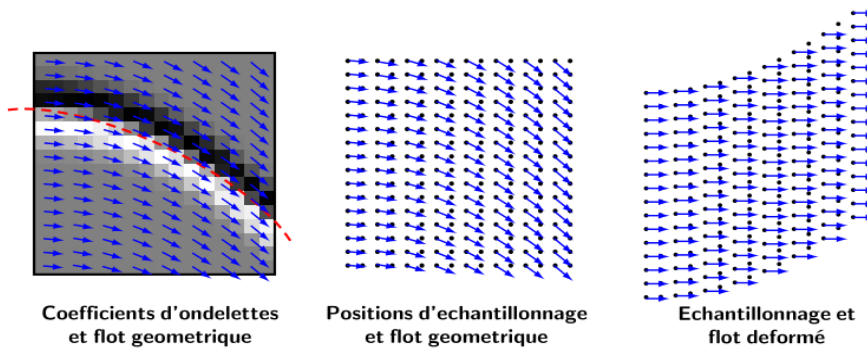 Coefficients d'ondelettes
et flot geometrique
Positions d'echantillonnage
et flot geometrique
Echantillonnage et
flot deformé